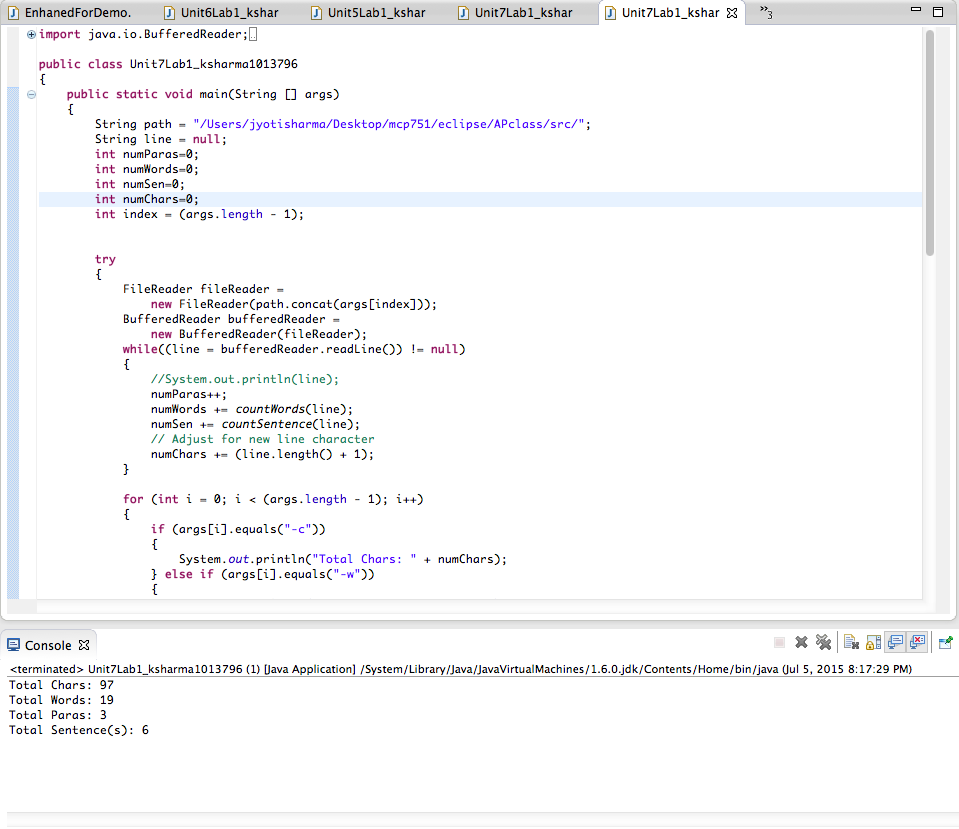 EnhanedForDemo. Unit6Lab1_kshar Unit5Lab1_kshar Unit7Lab1_kshar Unit7Lab1_kshar »3
import java.io.BufferedReader;
public class Unit7Lab1_ksharma1013796
{
public static void main(String [] args)
{
String path = "/Users/jyotisharma/Desktop/mcp751/eclipse/APclass/src/";
String line = null;
int numParas=0;
int numWords=0;
int numSen=0;
int numChars=0;
int index = (args.length - 1);
try
{
FileReader fileReader =
new FileReader(path.concat(args[index]));
BufferedReader bufferedReader =
new BufferedReader(fileReader);
while((line = bufferedReader.readLine()) != null)
{
//System.out.println(line);
numParas++;
numWords += countWords(line);
numSen += countSentence(line);
// Adjust for new line character
numChars += (line.length() + 1);
}
for (int i = 0; i < (args.length - 1); i++)
{
if (args[i].equals("-c"))
{
System.out.println("Total Chars: " + numChars);
} else if (args[i].equals("-w"))
{
Console
<terminated> Unit7Lab1_ksharma1013796 (1) [Java Application] /System/Library/Java/JavaVirtualMachines/1.6.0.jdk/Contents/Home/bin/java (Jul 5, 2015 8:17:29 PM)
Total Chars: 97
Total Words: 19
Total Paras: 3
Total Sentence(s): 6